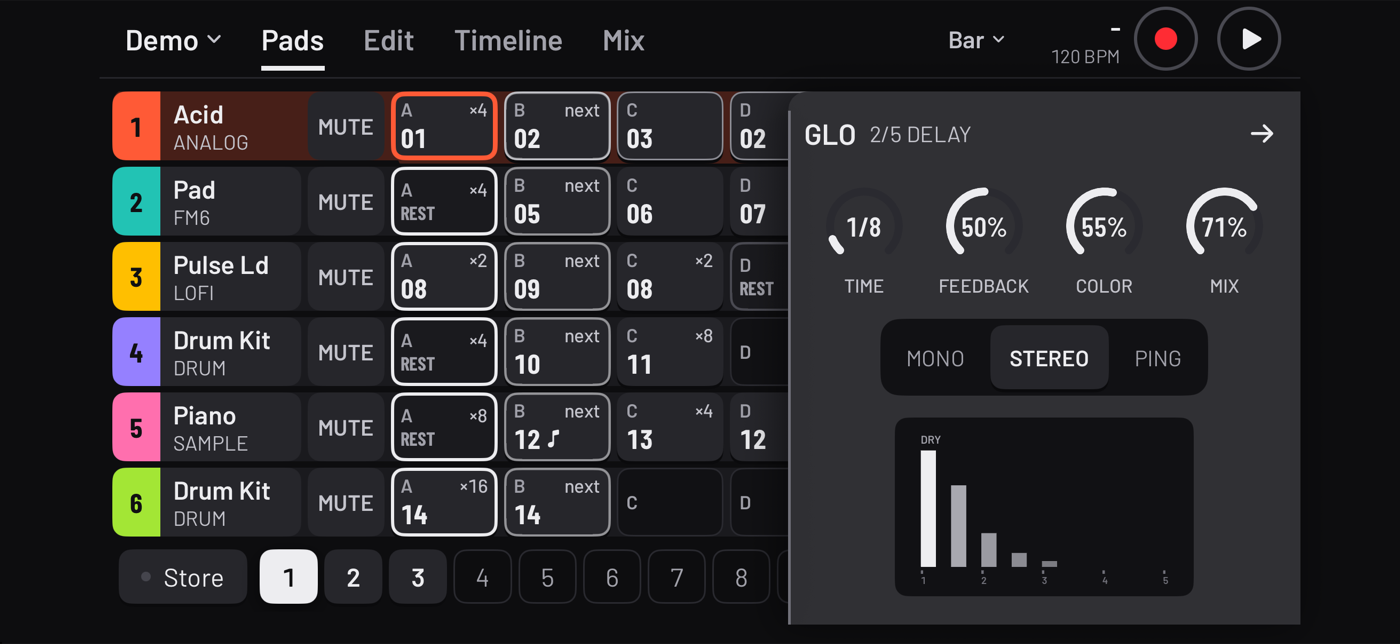 Demo Pads Edit Timeline Mix Bar - 120 BPM
1 Acid ANALOG MUTE A ×4 01 B next 02 C 03 D 02
2 Pad FM6 MUTE A ×4 REST B next 05 C 06 D 07
3 Pulse Ld LOFI MUTE A ×2 08 B next 09 C ×2 08 D REST
4 Drum Kit DRUM MUTE A ×4 REST B next 10 C ×8 11 D
5 Piano SAMPLE MUTE A ×8 REST B next 12 C ×4 13 D 12
6 Drum Kit DRUM MUTE A ×16 14 B next 14 C D
Store 1 2 3 4 5 6 7 8
GLO 2/5 DELAY
1/8 50% 55% 71%
TIME FEEDBACK COLOR MIX
MONO STEREO PING
DRY
1 2 3 4 5